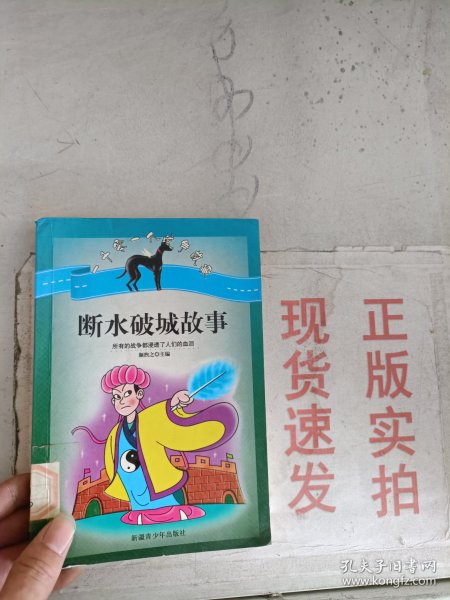 断水破城故事
所有的战争都浸透了人们的血泪
主编
新疆青少年出版社
正版实拍
现货速发
孔夫子旧书网
www.kongfz.com